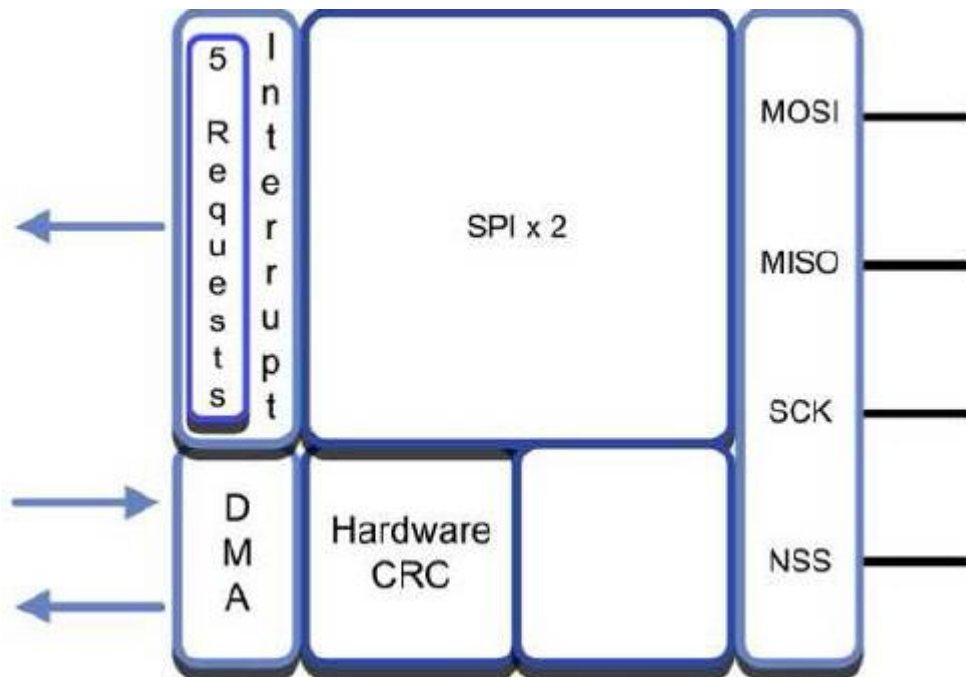 5 Requests
Interrupt
SPI x 2
MOSI
MISO
SCK
NSS
DMA
Hardware
CRC